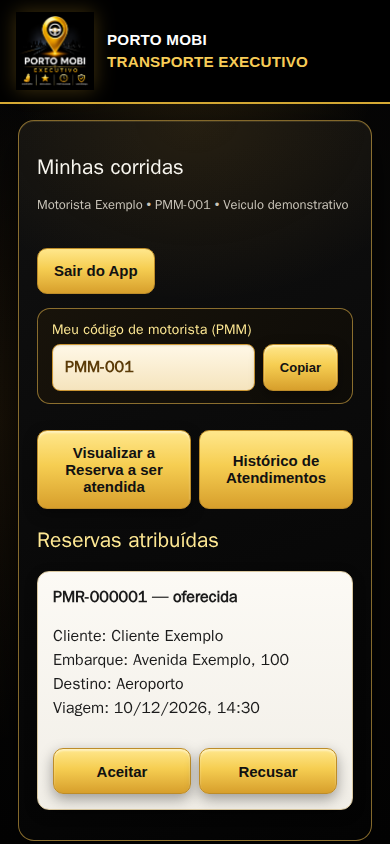 PORTO MOBI
EXECUTIVO
PORTO MOBI
TRANSPORTE EXECUTIVO
Minhas corridas
Motorista Exemplo • PMM-001 • Veiculo demonstrativo
Sair do App
Meu código de motorista (PMM)
PMM-001
Copiar
Visualizar a
Reserva a ser
atendida
Histórico de
Atendimentos
Reservas atribuídas
PMR-000001 — oferecida
Cliente: Cliente Exemplo
Embarque: Avenida Exemplo, 100
Destino: Aeroporto
Viagem: 10/12/2026, 14:30
Aceitar
Recusar